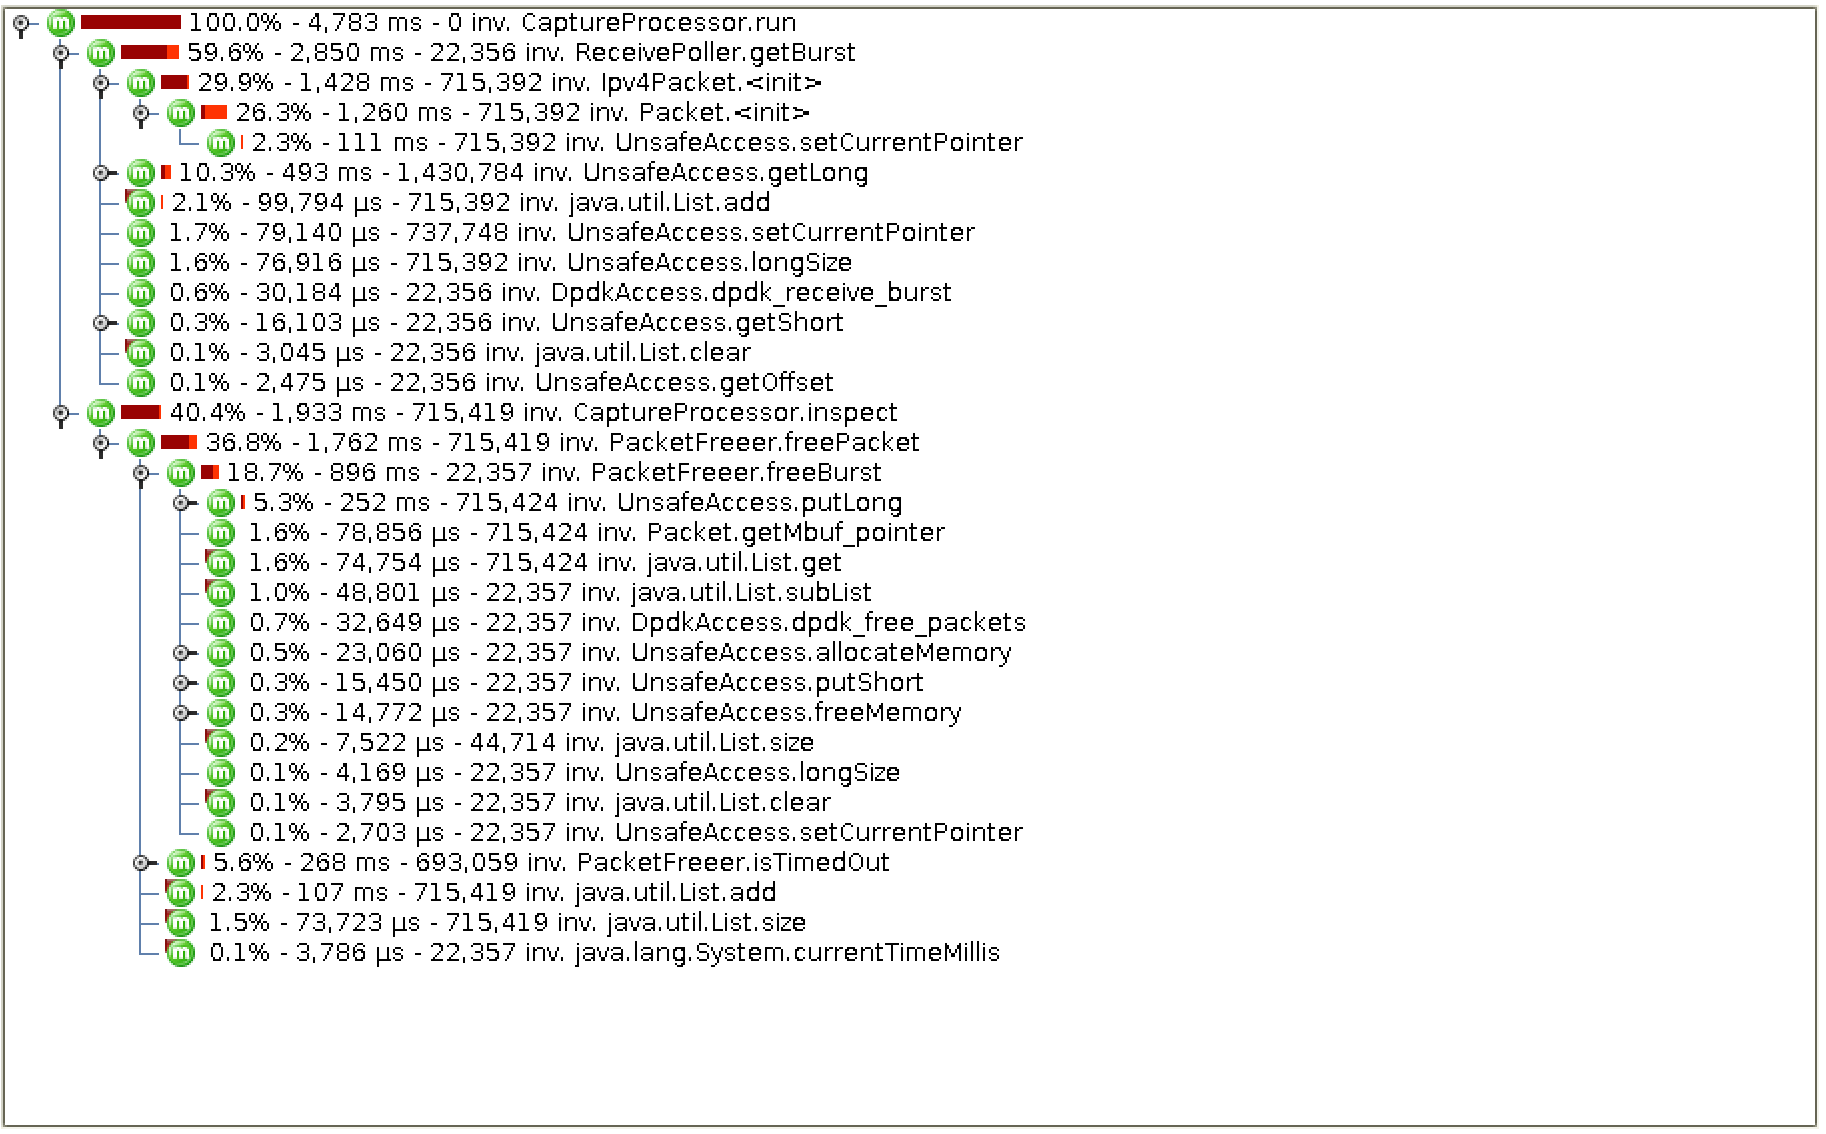 m 100.0% - 4,783 ms - 0 inv. CaptureProcessor.run
m 59.6% - 2,850 ms - 22,356 inv. ReceivePoller.getBurst
m 29.9% - 1,428 ms - 715,392 inv. Ipv4Packet.<init>
m 26.3% - 1,260 ms - 715,392 inv. Packet.<init>
m 2.3% - 111 ms - 715,392 inv. UnsafeAccess.setCurrentPointer
m 10.3% - 493 ms - 1,430,784 inv. UnsafeAccess.getLong
m 2.1% - 99,794 µs - 715,392 inv. java.util.List.add
m 1.7% - 79,140 µs - 737,748 inv. UnsafeAccess.setCurrentPointer
m 1.6% - 76,916 µs - 715,392 inv. UnsafeAccess.longSize
m 0.6% - 30,184 µs - 22,356 inv. DpdkAccess.dpdk_receive_burst
m 0.3% - 16,103 µs - 22,356 inv. UnsafeAccess.getShort
m 0.1% - 3,045 µs - 22,356 inv. java.util.List.clear
m 0.1% - 2,475 µs - 22,356 inv. UnsafeAccess.getOffset
m 40.4% - 1,933 ms - 715,419 inv. CaptureProcessor.inspect
m 36.8% - 1,762 ms - 715,419 inv. PacketFreeer.freePacket
m 18.7% - 896 ms - 22,357 inv. PacketFreeer.freeBurst
m 5.3% - 252 ms - 715,424 inv. UnsafeAccess.putLong
m 1.6% - 78,856 µs - 715,424 inv. Packet.getMbuf_pointer
m 1.6% - 74,754 µs - 715,424 inv. java.util.List.get
m 1.0% - 48,801 µs - 22,357 inv. java.util.List.subList
m 0.7% - 32,649 µs - 22,357 inv. DpdkAccess.dpdk_free_packets
m 0.5% - 23,060 µs - 22,357 inv. UnsafeAccess.allocateMemory
m 0.3% - 15,450 µs - 22,357 inv. UnsafeAccess.putShort
m 0.3% - 14,772 µs - 22,357 inv. UnsafeAccess.freeMemory
m 0.2% - 7,522 µs - 44,714 inv. java.util.List.size
m 0.1% - 4,169 µs - 22,357 inv. UnsafeAccess.longSize
m 0.1% - 3,795 µs - 22,357 inv. java.util.List.clear
m 0.1% - 2,703 µs - 22,357 inv. UnsafeAccess.setCurrentPointer
m 5.6% - 268 ms - 693,059 inv. PacketFreeer.isTimedOut
m 2.3% - 107 ms - 715,419 inv. java.util.List.add
m 1.5% - 73,723 µs - 715,419 inv. java.util.List.size
m 0.1% - 3,786 µs - 22,357 inv. java.lang.System.currentTimeMillis